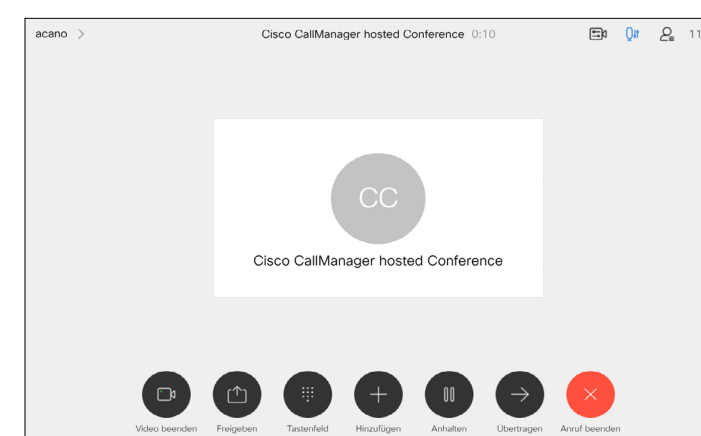 acano Cisco CallManager hosted Conference 0:10 11
CC
Cisco CallManager hosted Conference
Video beenden Freigeben Tastenfeld Hinzufügen Anhalten Übertragen Anruf beenden